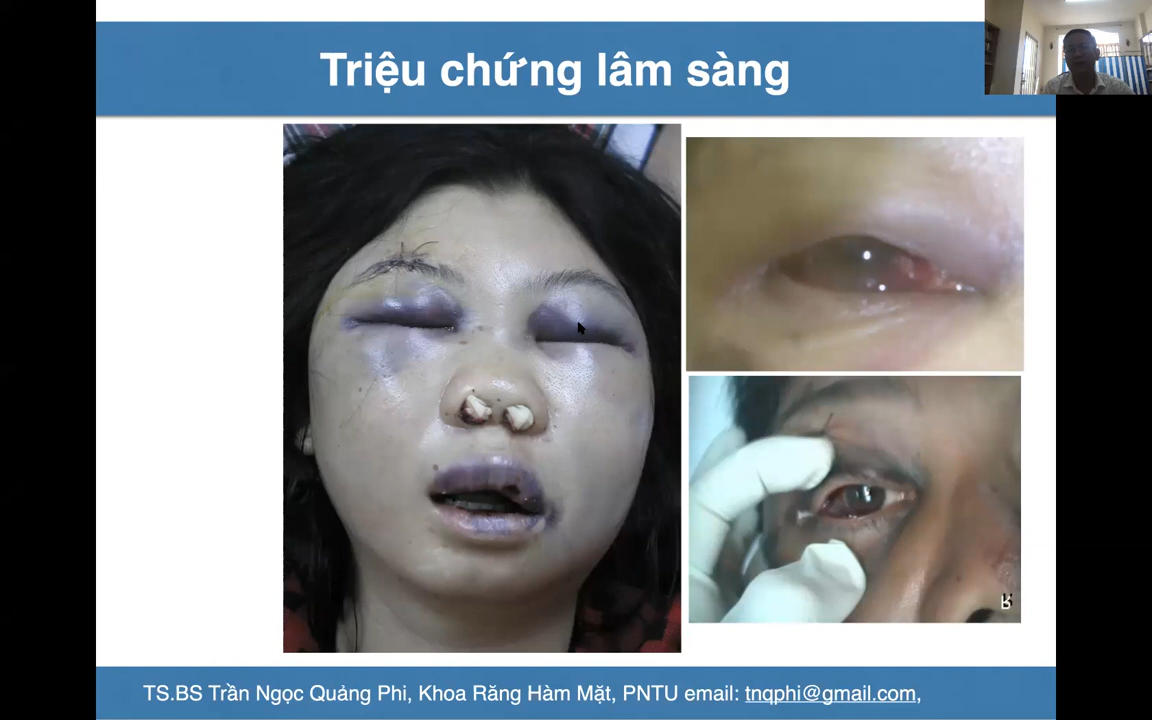 Triệu chứng lâm sàng
TS.BS Trần Ngọc Quảng Phi, Khoa Răng Hàm Mặt, PNTU email: tnqphi@gmail.com,